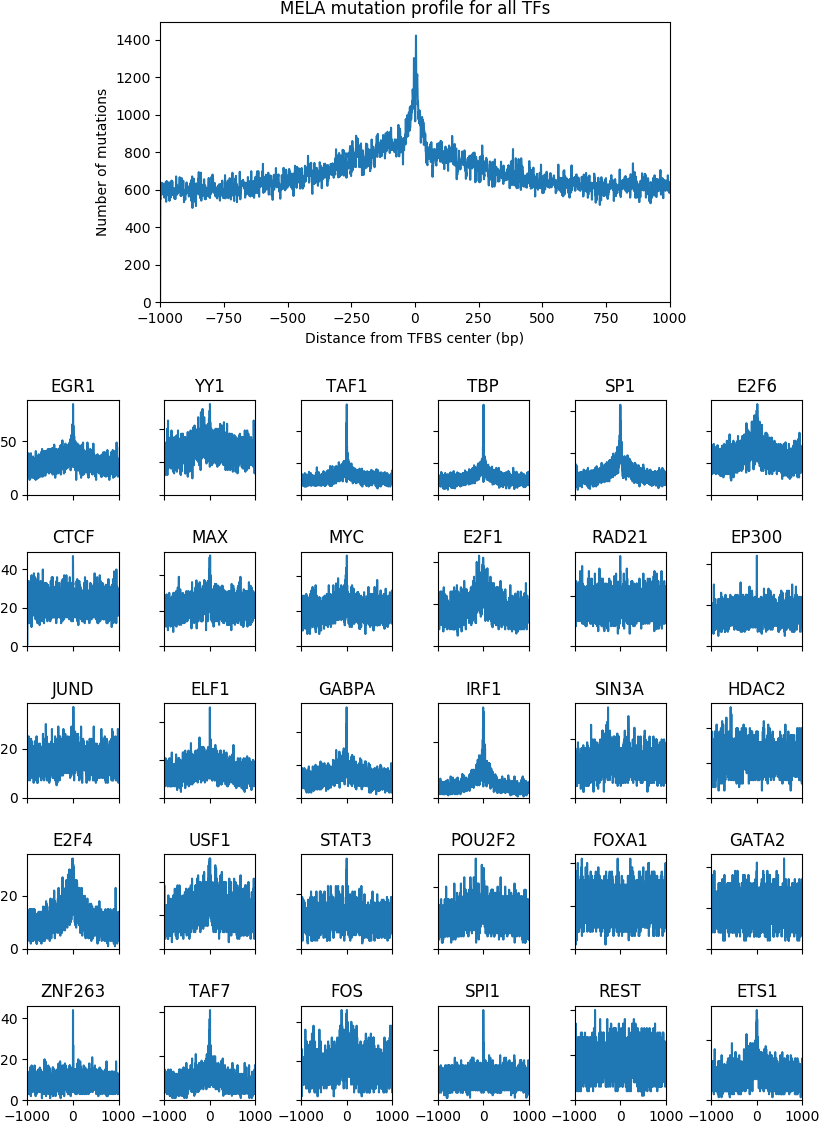 MELA mutation profile for all TFs
1400
1200
1000
800
600
400
200
0
Number of mutations
−1000 −750 −500 −250 0 250 500 750 1000
Distance from TFBS center (bp)
EGR1 YY1 TAF1 TBP SP1 E2F6
50
0
CTCF MAX MYC E2F1 RAD21 EP300
40
20
0
JUND ELF1 GABPA IRF1 SIN3A HDAC2
20
0
E2F4 USF1 STAT3 POU2F2 FOXA1 GATA2
20
0
ZNF263 TAF7 FOS SPI1 REST ETS1
40
20
0
−1000 0 1000 −1000 0 1000 −1000 0 1000 −1000 0 1000 −1000 0 1000 −1000 0 1000